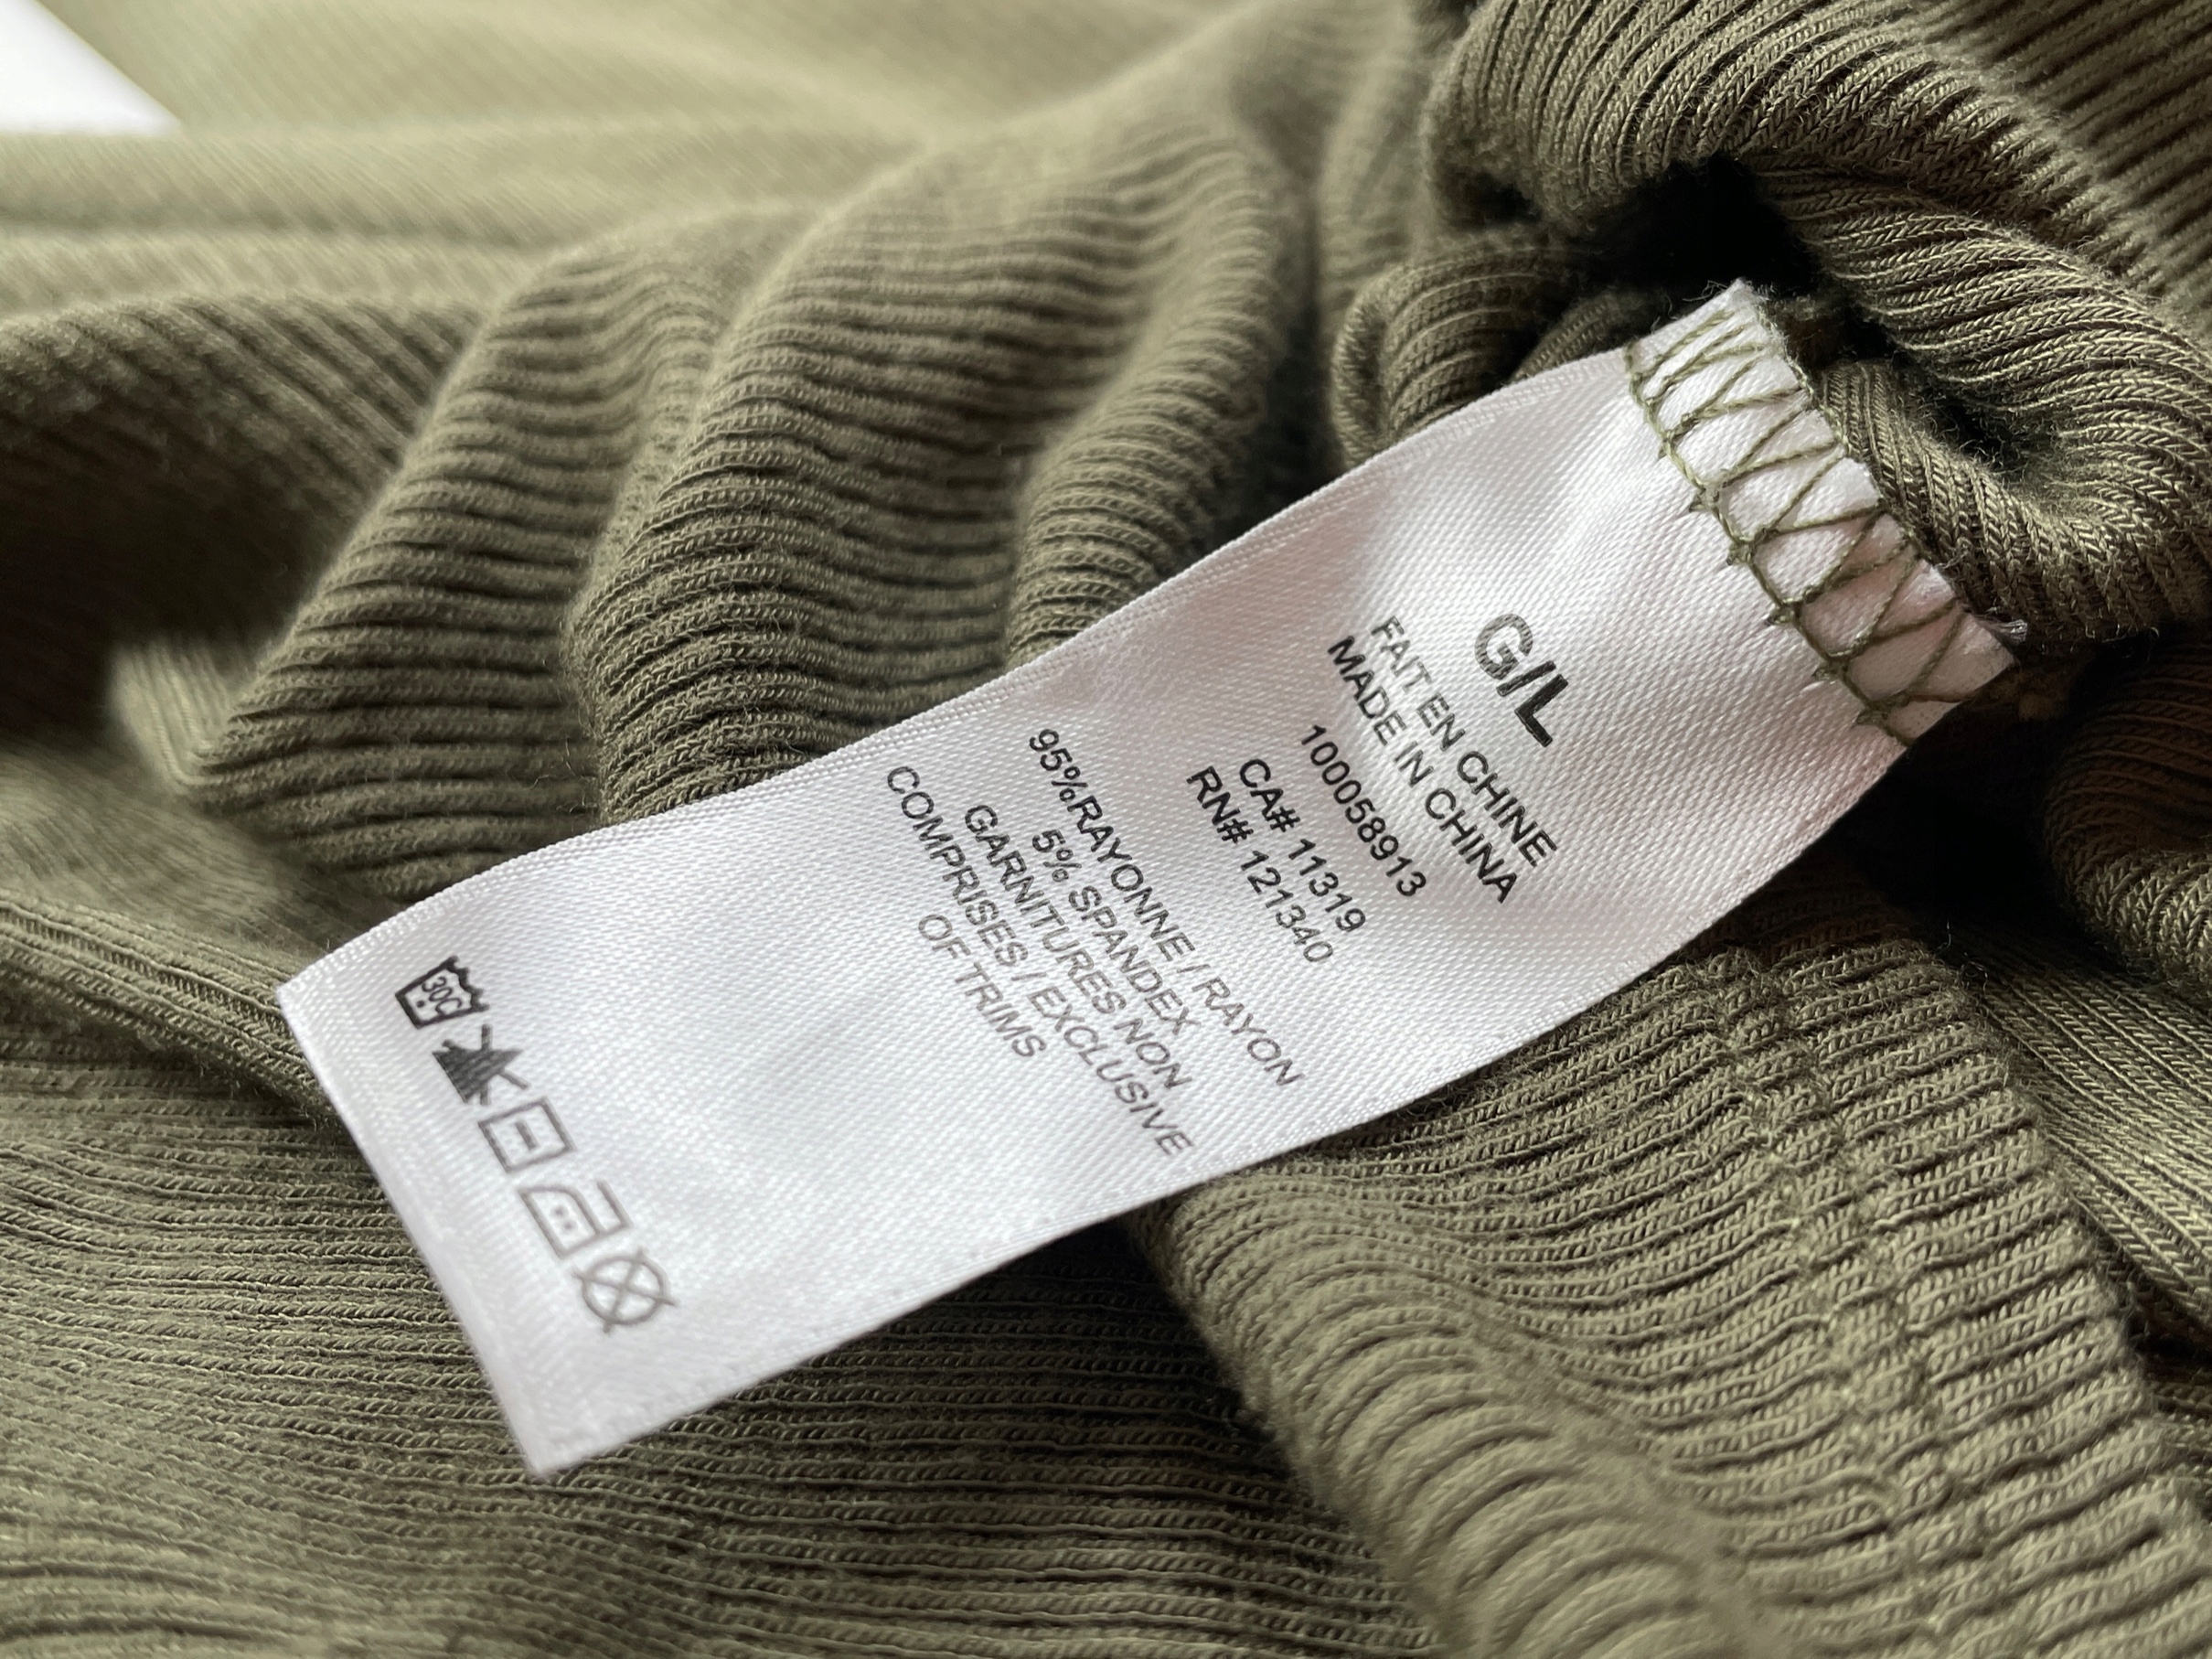 G/L
FAIT EN CHINE
MADE IN CHINA
100058913
CA# 11319
RN# 121340
95%RAYONNE / RAYON
5% SPANDEX
GARNITURES NON
COMPRISES / EXCLUSIVE
OF TRIMS
30C